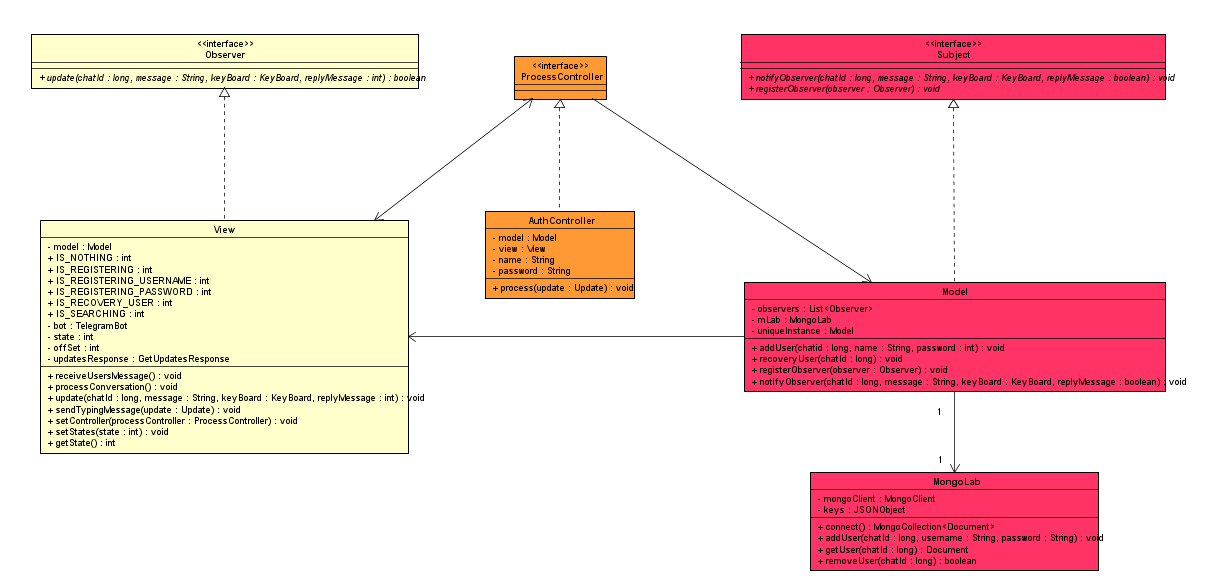 <<interface>>
Observer
+ update(chatId : long, message : String, keyBoard : KeyBoard, replyMessage : int) : boolean
<<interface>>
ProcessController
<<interface>>
Subject
+ notifyObserver(chatId : long, message : String, keyBoard : KeyBoard, replyMessage : boolean) : void
+ registerObserver(observer : Observer) : void
View
- model : Model
+ IS_NOTHING : int
+ IS_REGISTERING : int
+ IS_REGISTERING_USERNAME : int
+ IS_REGISTERING_PASSWORD : int
+ IS_RECOVERY_USER : int
+ IS_SEARCHING : int
- bot : TelegramBot
- state : int
- offSet : int
- updatesResponse : GetUpdatesResponse
+ receiveUsersMessage() : void
+ processConversation() : void
+ update(chatId : long, message : String, keyBoard : KeyBoard, replyMessage : int) : void
+ sendTypingMessage(update : Update) : void
+ setController(processController : ProcessController) : void
+ setStates(state : int) : void
+ getState() : int
AuthController
- model : Model
- view : View
- name : String
- password : String
+ process(update : Update) : void
Model
- observers : List<Observer>
- mLab : MongoLab
- uniqueInstance : Model
+ addUser(chatId : long, name : String, password : int) : void
+ recoveryUser(chatId : long) : void
+ registerObserver(observer : Observer) : void
+ notifyObserver(chatId : long, message : String, keyBoard : KeyBoard, replyMessage : boolean) : void
1
1
MongoLab
- mongoClient : MongoClient
- keys : JSONObject
+ connect() : MongoCollection<Document>
+ addUser(chatId : long, username : String, password : String) : void
+ getUser(chatId : long) : Document
+ removeUser(chatId : long) : boolean